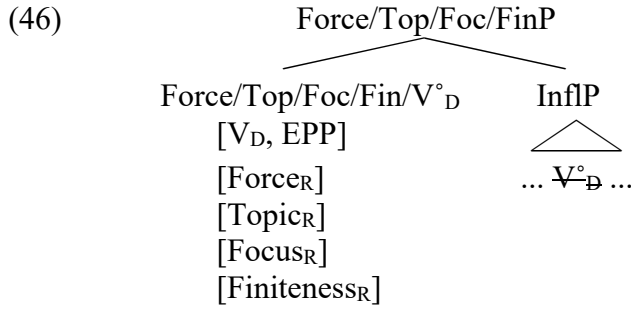 (46) Force/Top/Foc/FinP
Force/Top/Foc/Fin/V°D InflP
[VD, EPP]
[ForceR] ... V°D ...
[TopicR]
[FocusR]
[FinitenessR]